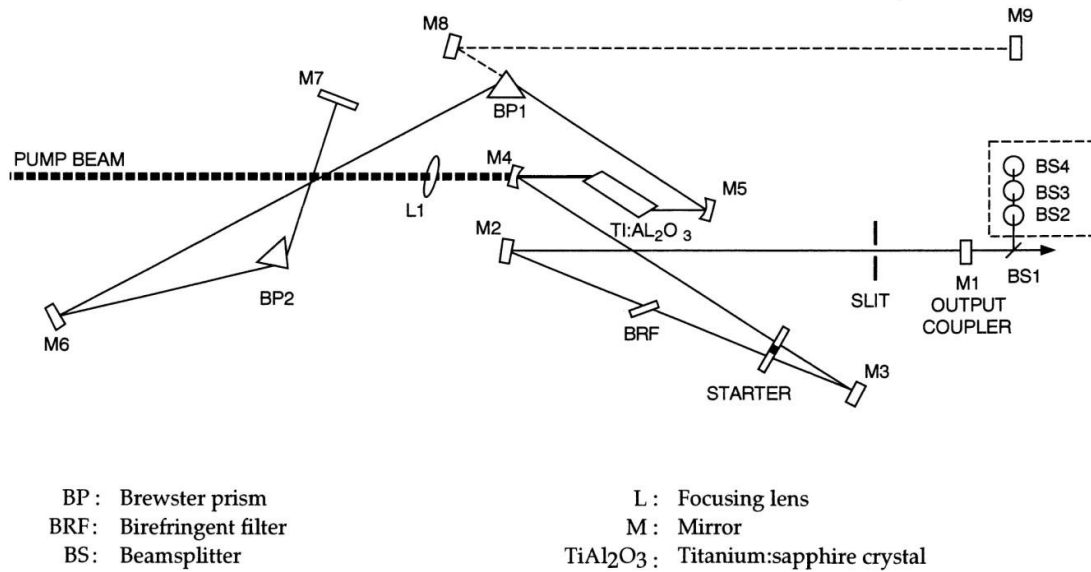 M8
M9
M7
BP1
BS4
BS3
BS2
PUMP BEAM
M4
M5
L1
TI:AL2O 3
M2
BS1
BP2
SLIT
M1
OUTPUT
COUPLER
BRF
M6
M3
STARTER
BP : Brewster prism
BRF: Birefringent filter
BS: Beamsplitter
L : Focusing lens
M : Mirror
TiAl2O3 : Titanium:sapphire crystal